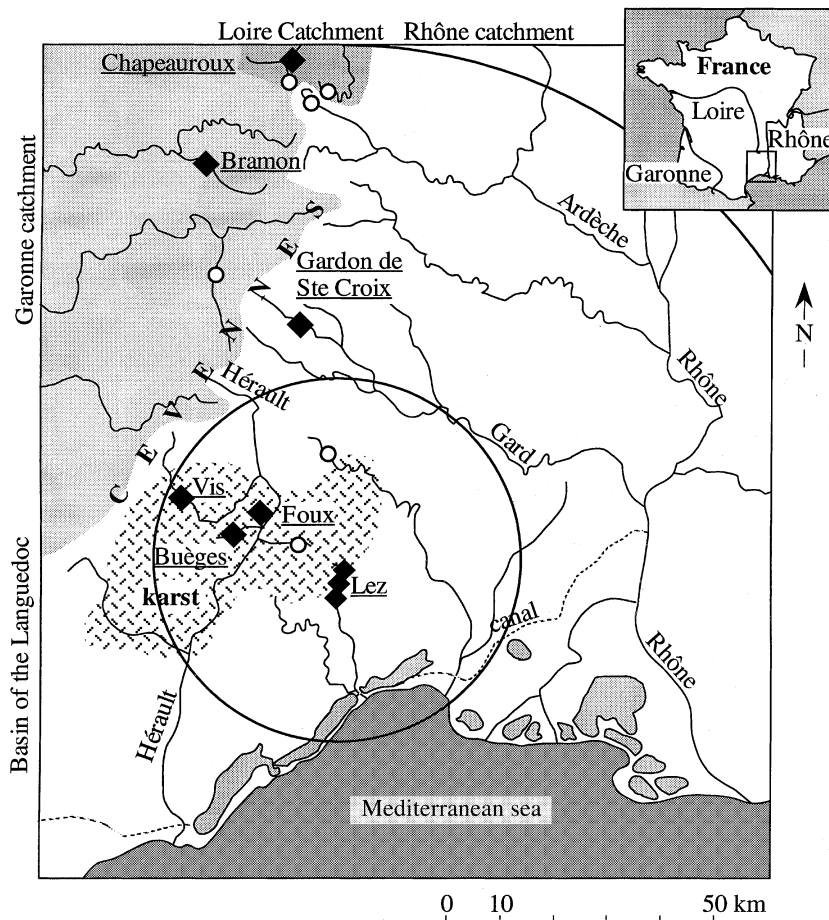 Loire Catchment
Rhône catchment
Chapeauroux
France
Loire
Rhône
Garonne
Bramon
Garonne catchment
Ardèche
CEVENNES
Gardon de
Ste Croix
N
Rhône
Hérault
Gard
Vis
Foux
Buèges
karst
Lez
canal
Basin of the Languedoc
Hérault
Rhône
Mediterranean sea
0 10 50 km